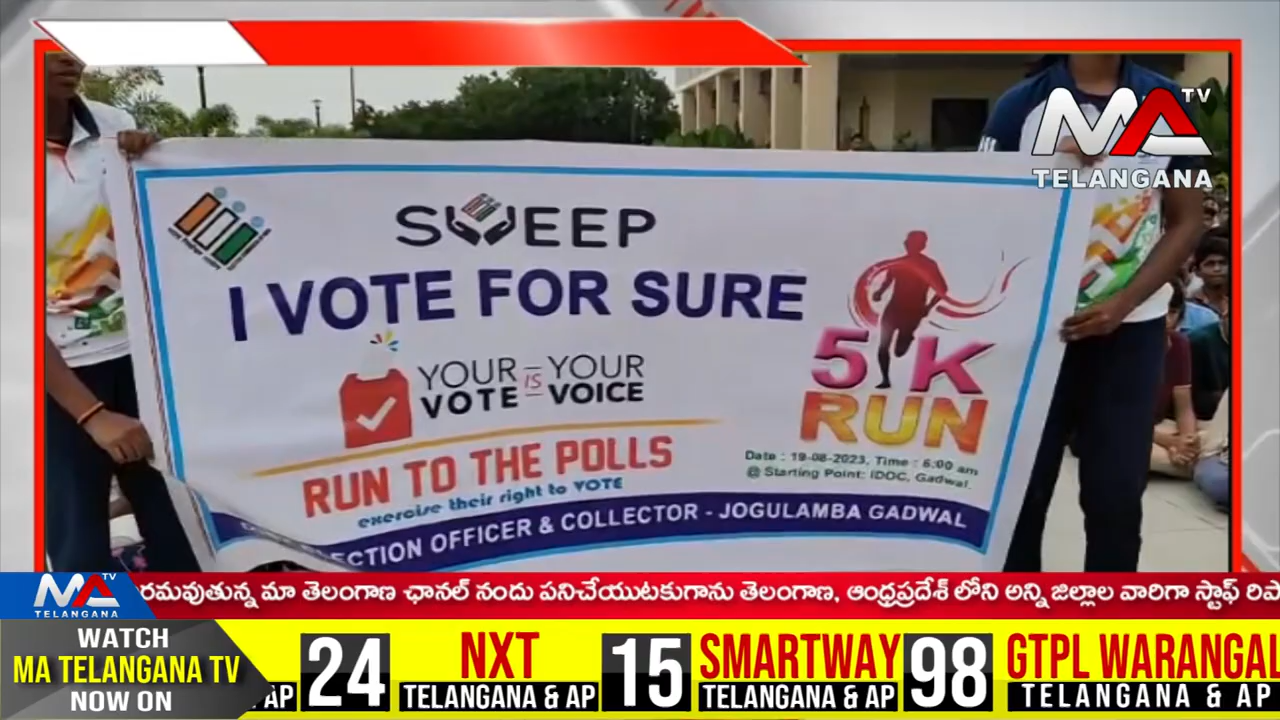 MA TV
TELANGANA
SWEEP
I VOTE FOR SURE
YOUR VOTE IS YOUR VOICE
5K
RUN
RUN TO THE POLLS
exercise their right to VOTE
Date : 19-08-2023, Time : 6:00 am
@ Starting Point: IDOC, Gadwal.
ELECTION OFFICER & COLLECTOR - JOGULAMBA GADWAL
MA TV
TELANGANA
రమవుతున్న మా తెలంగాణ ఛానల్ నందు పనిచేయుటకుగాను తెలంగాణ, ఆంధ్రప్రదేశ్ లోని అన్ని జిల్లాల వారిగా స్టాఫ్ రిపా
WATCH
MA TELANGANA TV
NOW ON
AP
24
NXT
TELANGANA & AP
15
SMARTWAY
TELANGANA & AP
98
GTPL WARANGAL
TELANGANA & AP